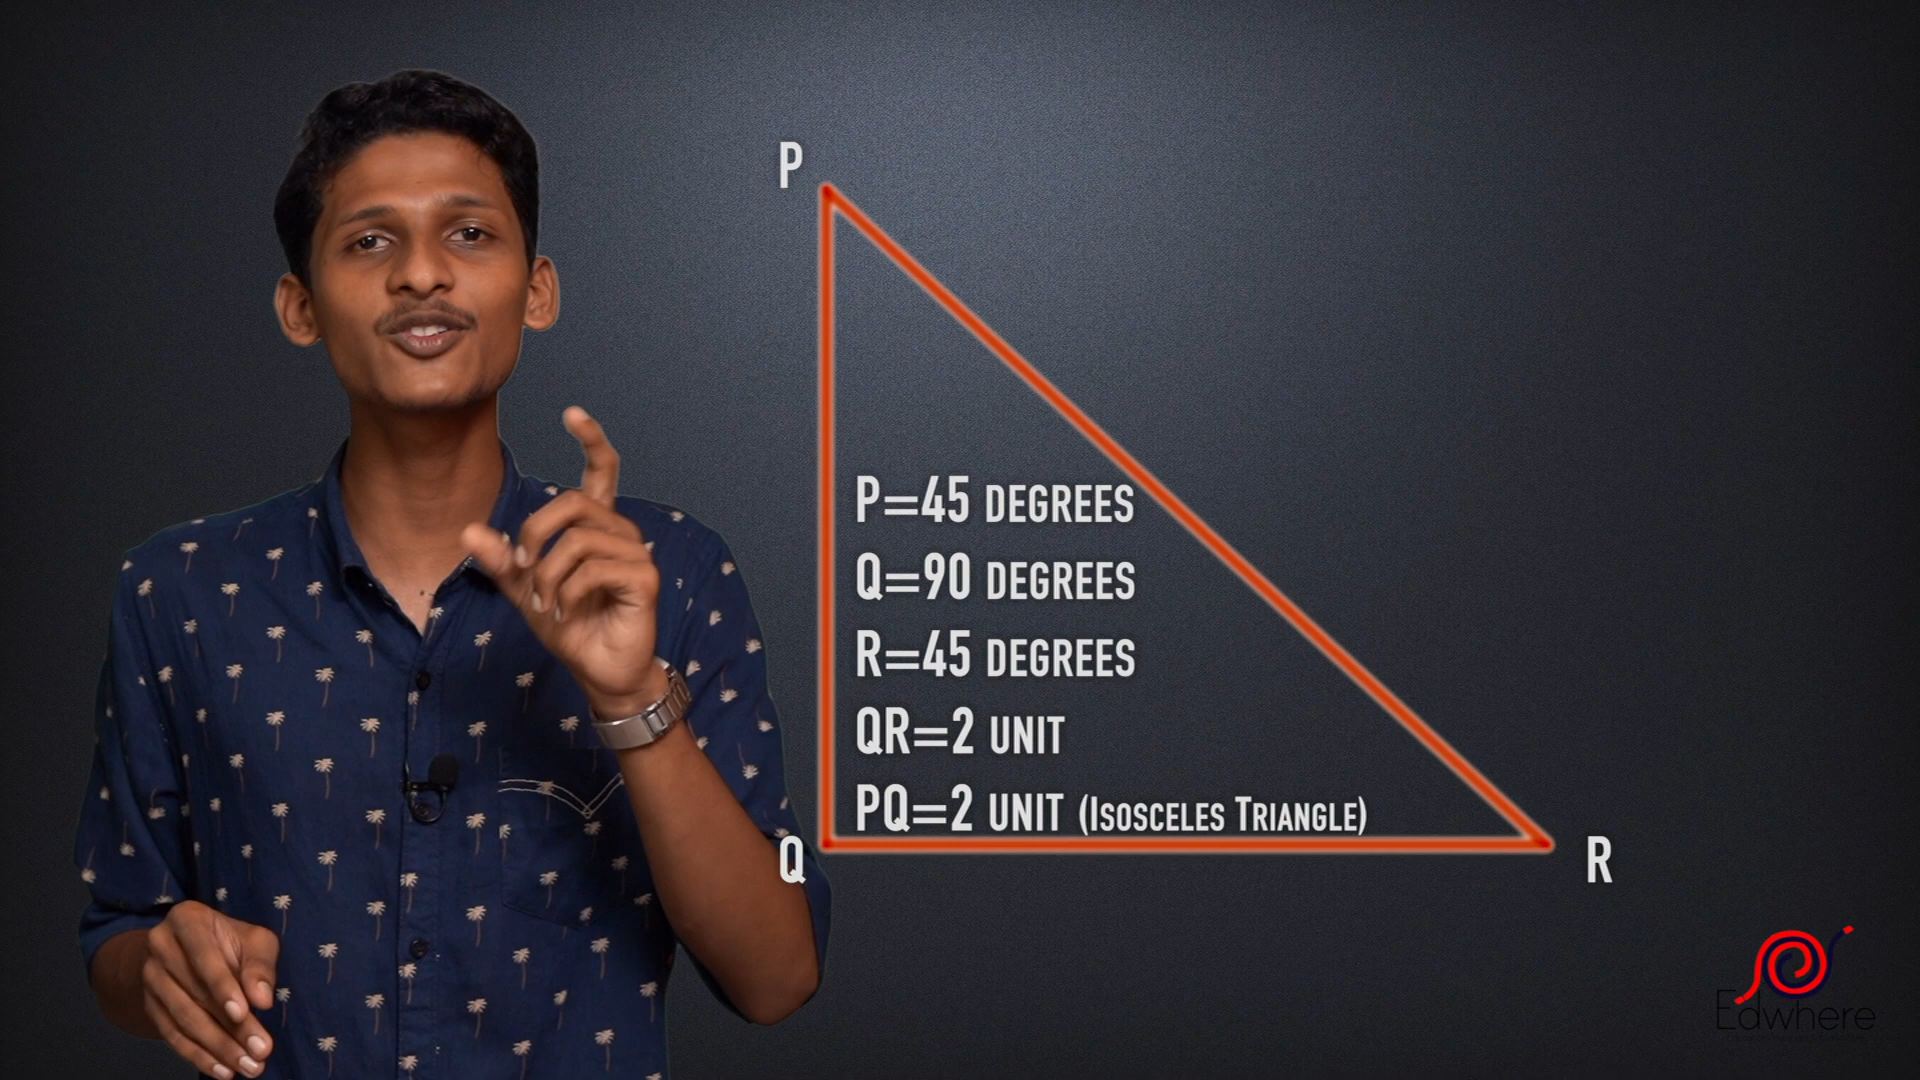 P
P=45 DEGREES
Q=90 DEGREES
R=45 DEGREES
QR=2 UNIT
PQ=2 UNIT (ISOSCELES TRIANGLE)
Q
R
Edwhere